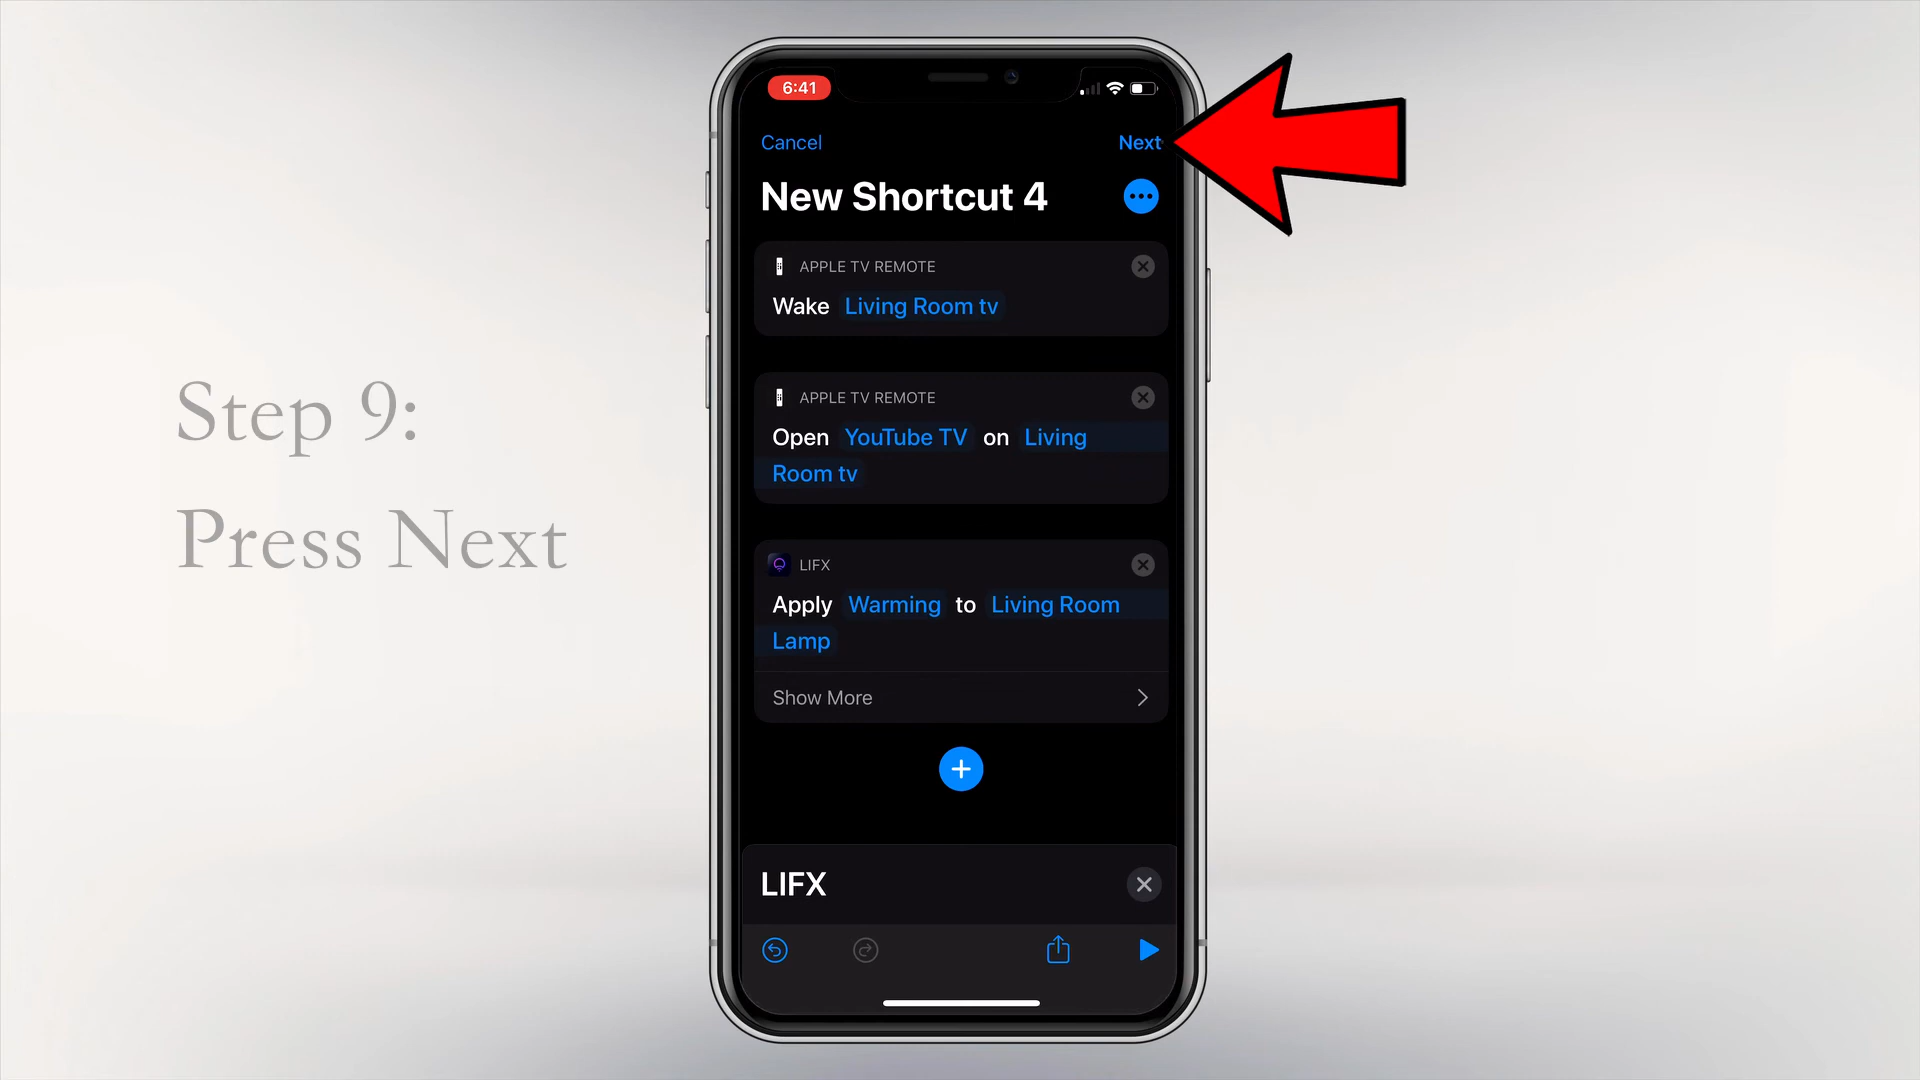 6:41
Cancel
Next
New Shortcut 4
APPLE TV REMOTE
Wake Living Room tv
APPLE TV REMOTE
Open YouTube TV on Living
Room tv
LIFX
Apply Warming to Living Room
Lamp
Show More
LIFX
Step 9:
Press Next